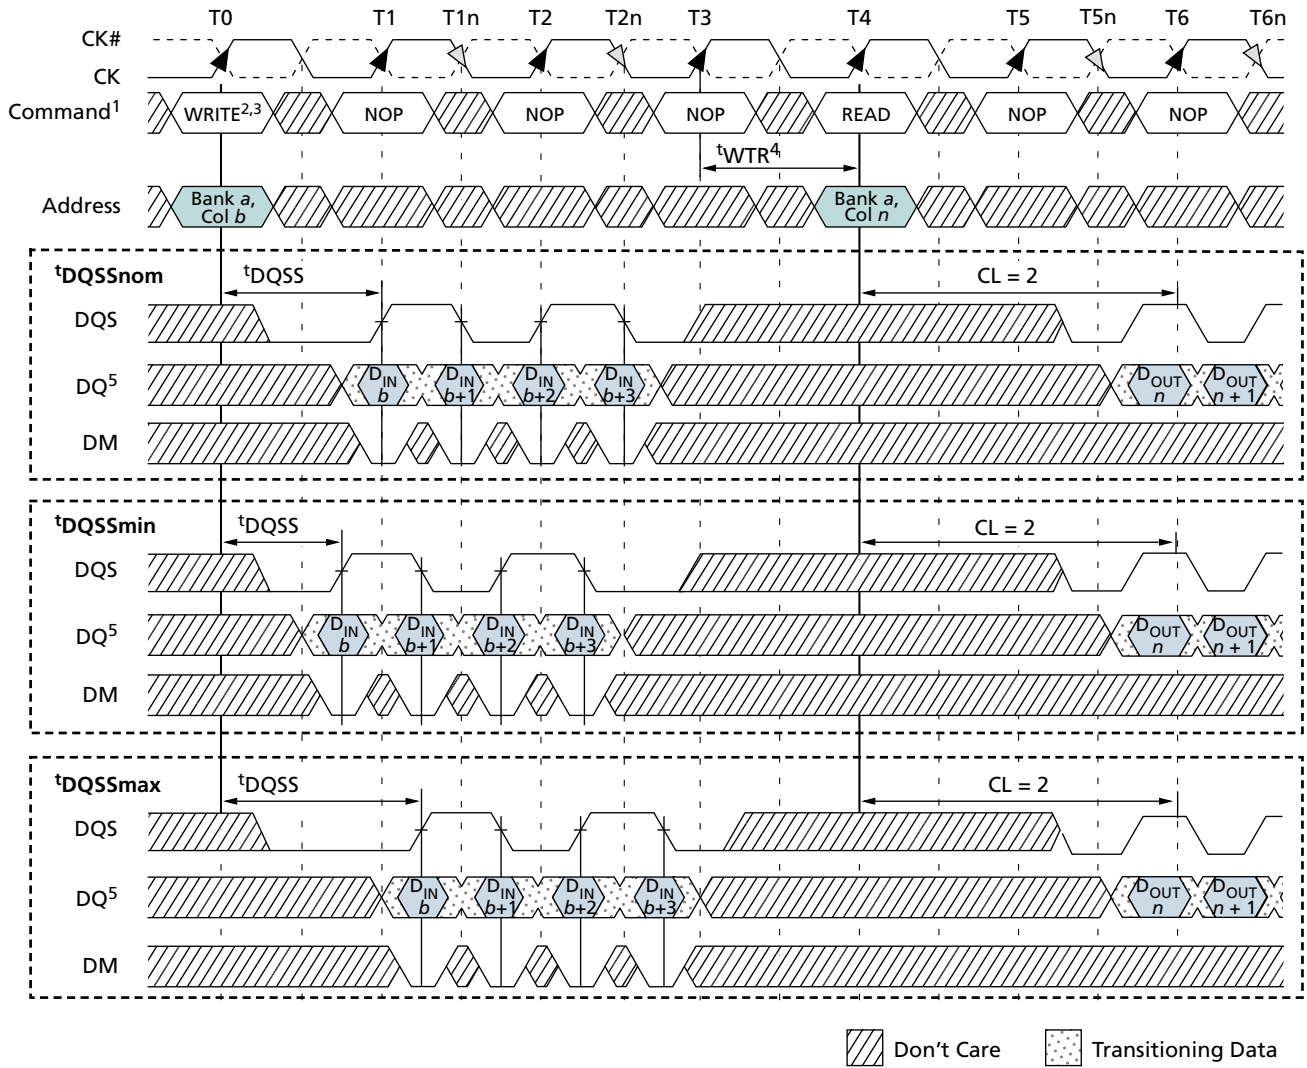 T0 T1 T1n T2 T2n T3 T4 T5 T5n T6 T6n
CK#
CK
Command1 WRITE2,3 NOP NOP NOP READ NOP NOP
tWTR4
Address Bank a, Col b Bank a, Col n
tDQSSnom tDQSS CL = 2
DQS
DQ5 DIN b DIN b+1 DIN b+2 DIN b+3 DOUT n DOUT n + 1
DM
tDQSSmin tDQSS CL = 2
DQS
DQ5 DIN b DIN b+1 DIN b+2 DIN b+3 DOUT n DOUT n + 1
DM
tDQSSmax tDQSS CL = 2
DQS
DQ5 DIN b DIN b+1 DIN b+2 DIN b+3 DOUT n DOUT n + 1
DM
Don't Care Transitioning Data